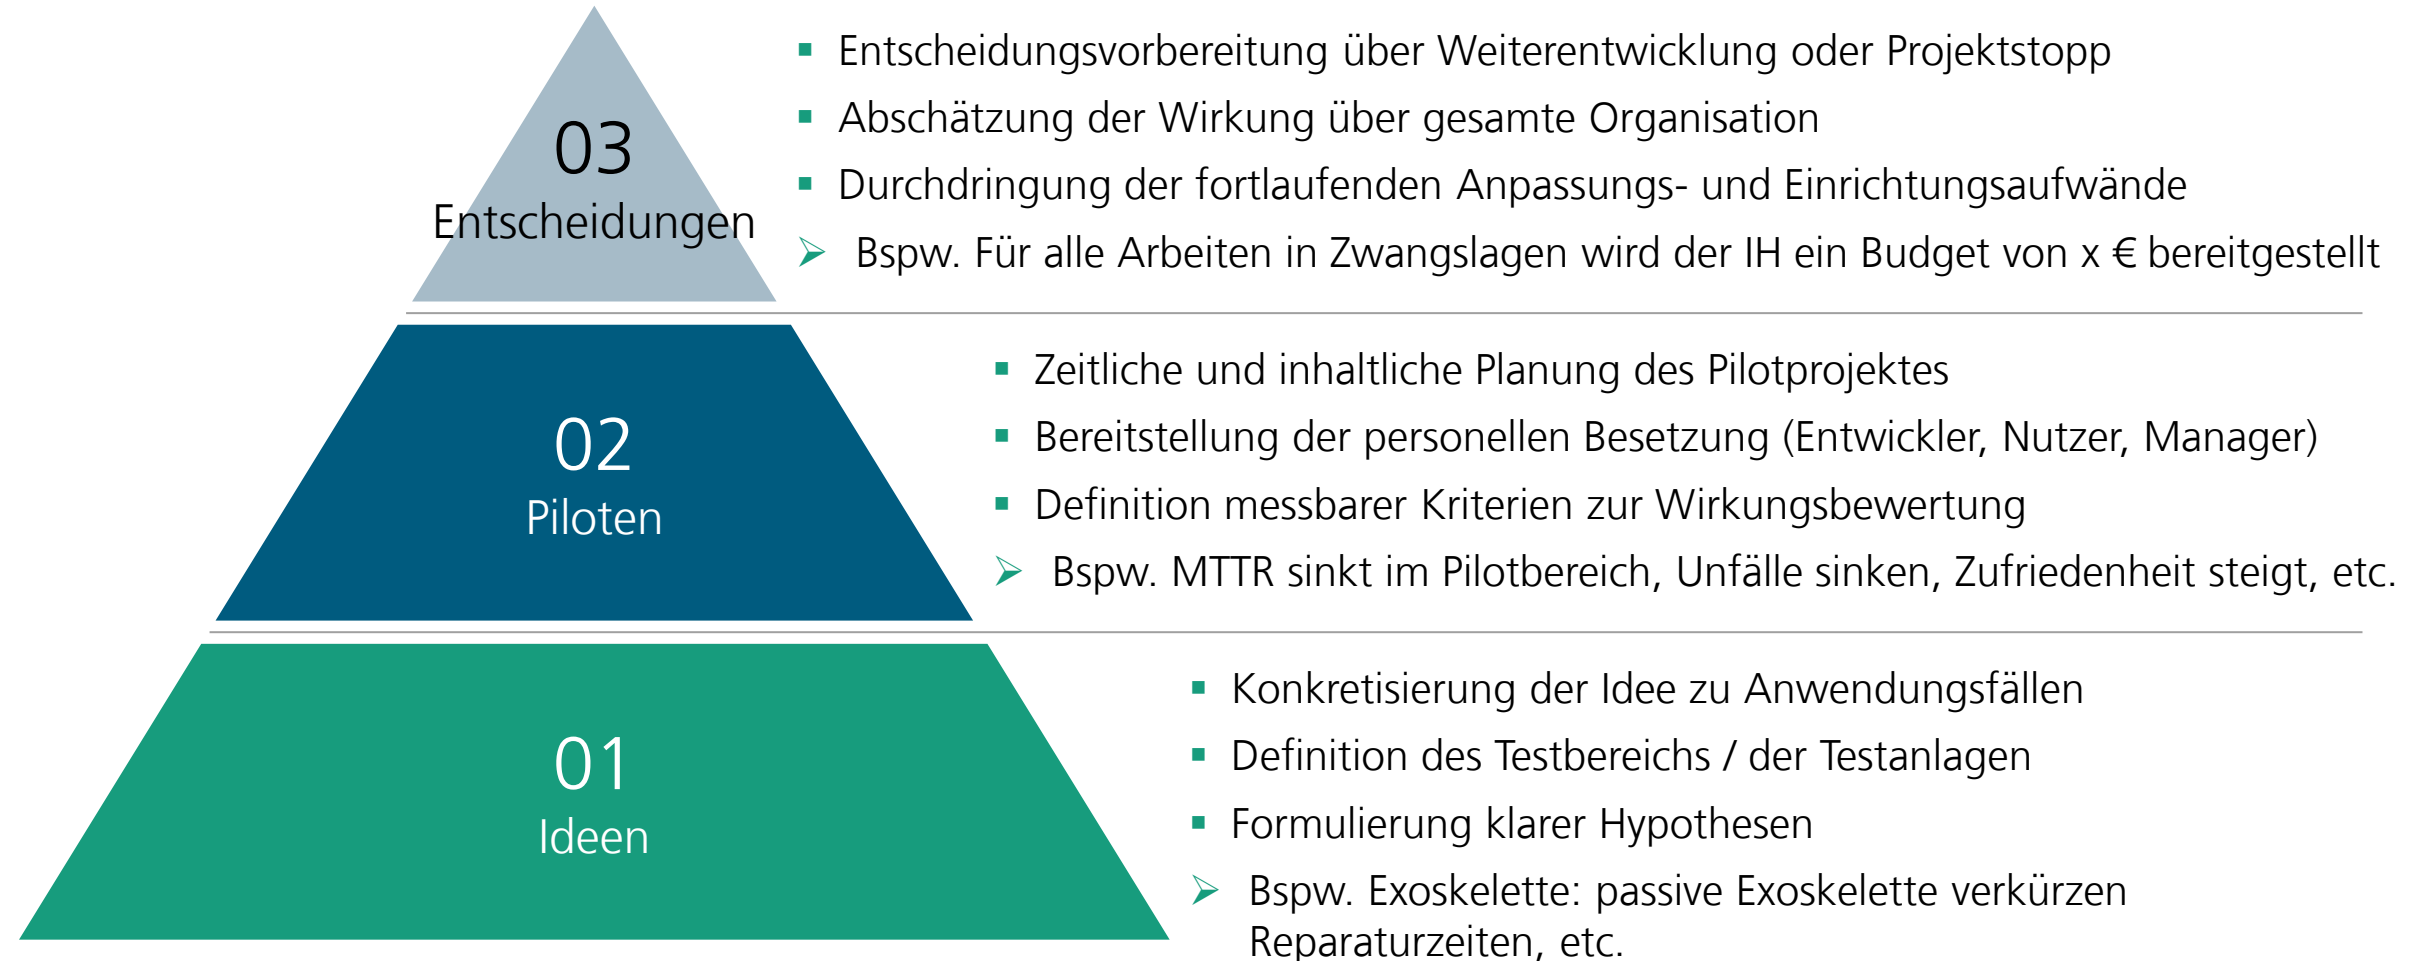 03
Entscheidungen
Entscheidungsvorbereitung über Weiterentwicklung oder Projektstopp
Abschätzung der Wirkung über gesamte Organisation
Durchdringung der fortlaufenden Anpassungs- und Einrichtungsaufwände
Bspw. Für alle Arbeiten in Zwangslagen wird der IH ein Budget von x € bereitgestellt
02
Piloten
Zeitliche und inhaltliche Planung des Pilotprojektes
Bereitstellung der personellen Besetzung (Entwickler, Nutzer, Manager)
Definition messbarer Kriterien zur Wirkungsbewertung
Bspw. MTTR sinkt im Pilotbereich, Unfälle sinken, Zufriedenheit steigt, etc.
01
Ideen
Konkretisierung der Idee zu Anwendungsfällen
Definition des Testbereichs / der Testanlagen
Formulierung klarer Hypothesen
Bspw. Exoskelette: passive Exoskelette verkürzen
Reparaturzeiten, etc.